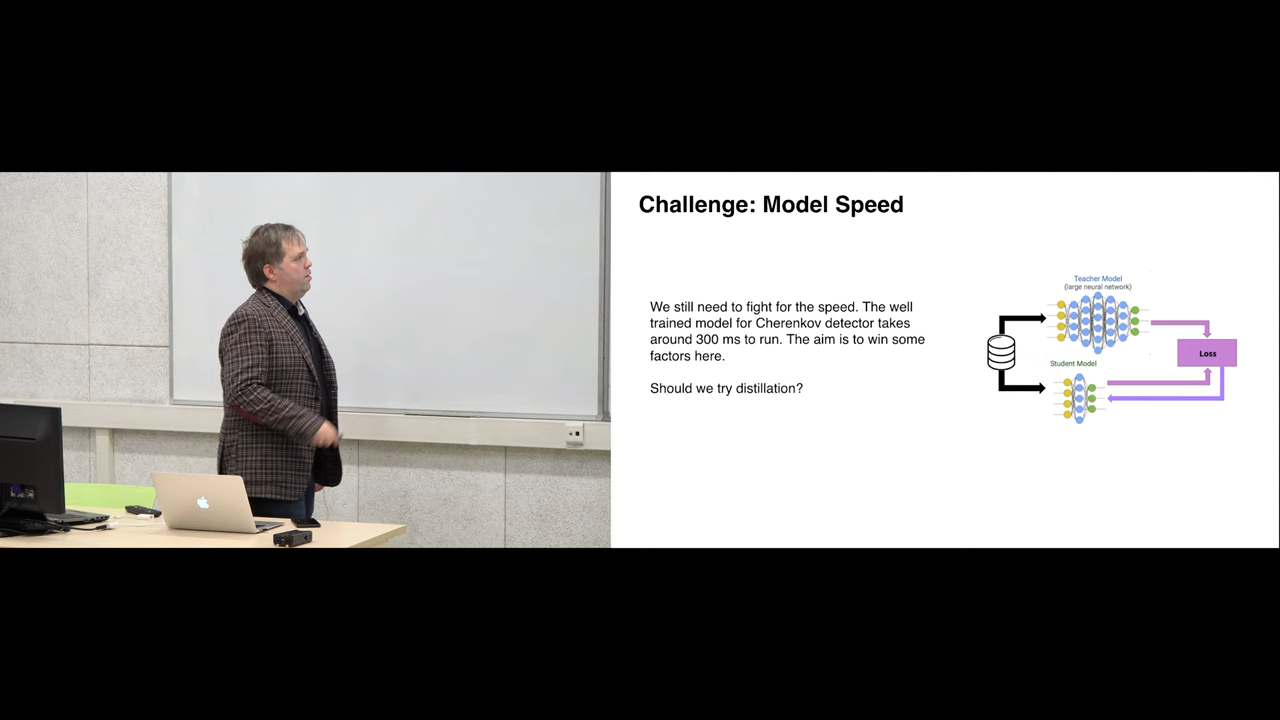 Challenge: Model Speed
We still need to fight for the speed. The well
trained model for Cherenkov detector takes
around 300 ms to run. The aim is to win some
factors here.
Should we try distillation?
Teacher Model
(large neural network)
Loss
Student Model